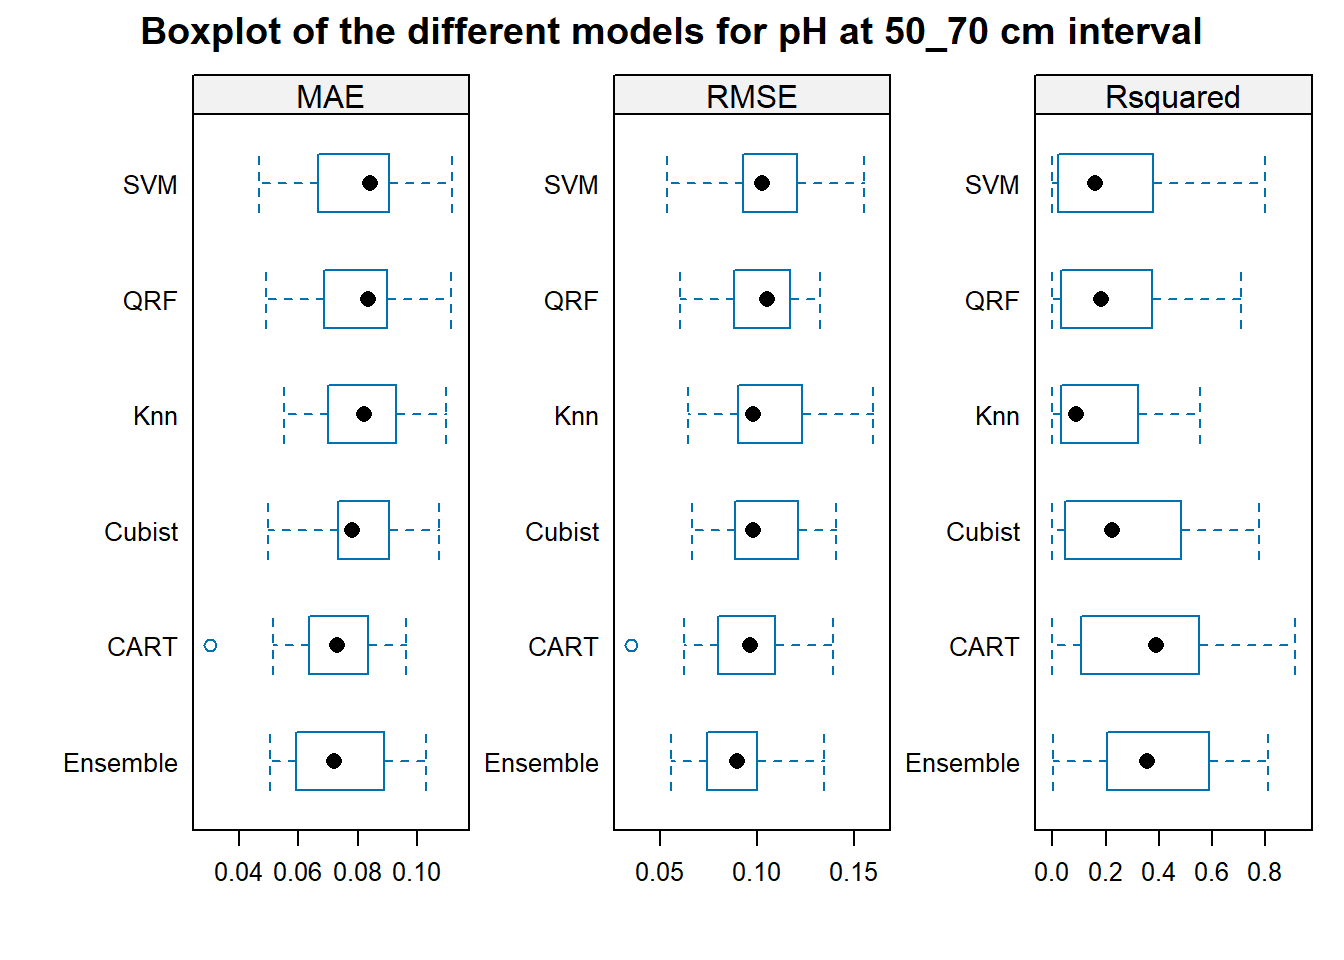 Boxplot of the different models for pH at 50_70 cm interval
MAE
SVM
QRF
Knn
Cubist
CART
Ensemble
0.04 0.06 0.08 0.10
RMSE
SVM
QRF
Knn
Cubist
CART
Ensemble
0.05 0.10 0.15
Rsquared
SVM
QRF
Knn
Cubist
CART
Ensemble
0.0 0.2 0.4 0.6 0.8